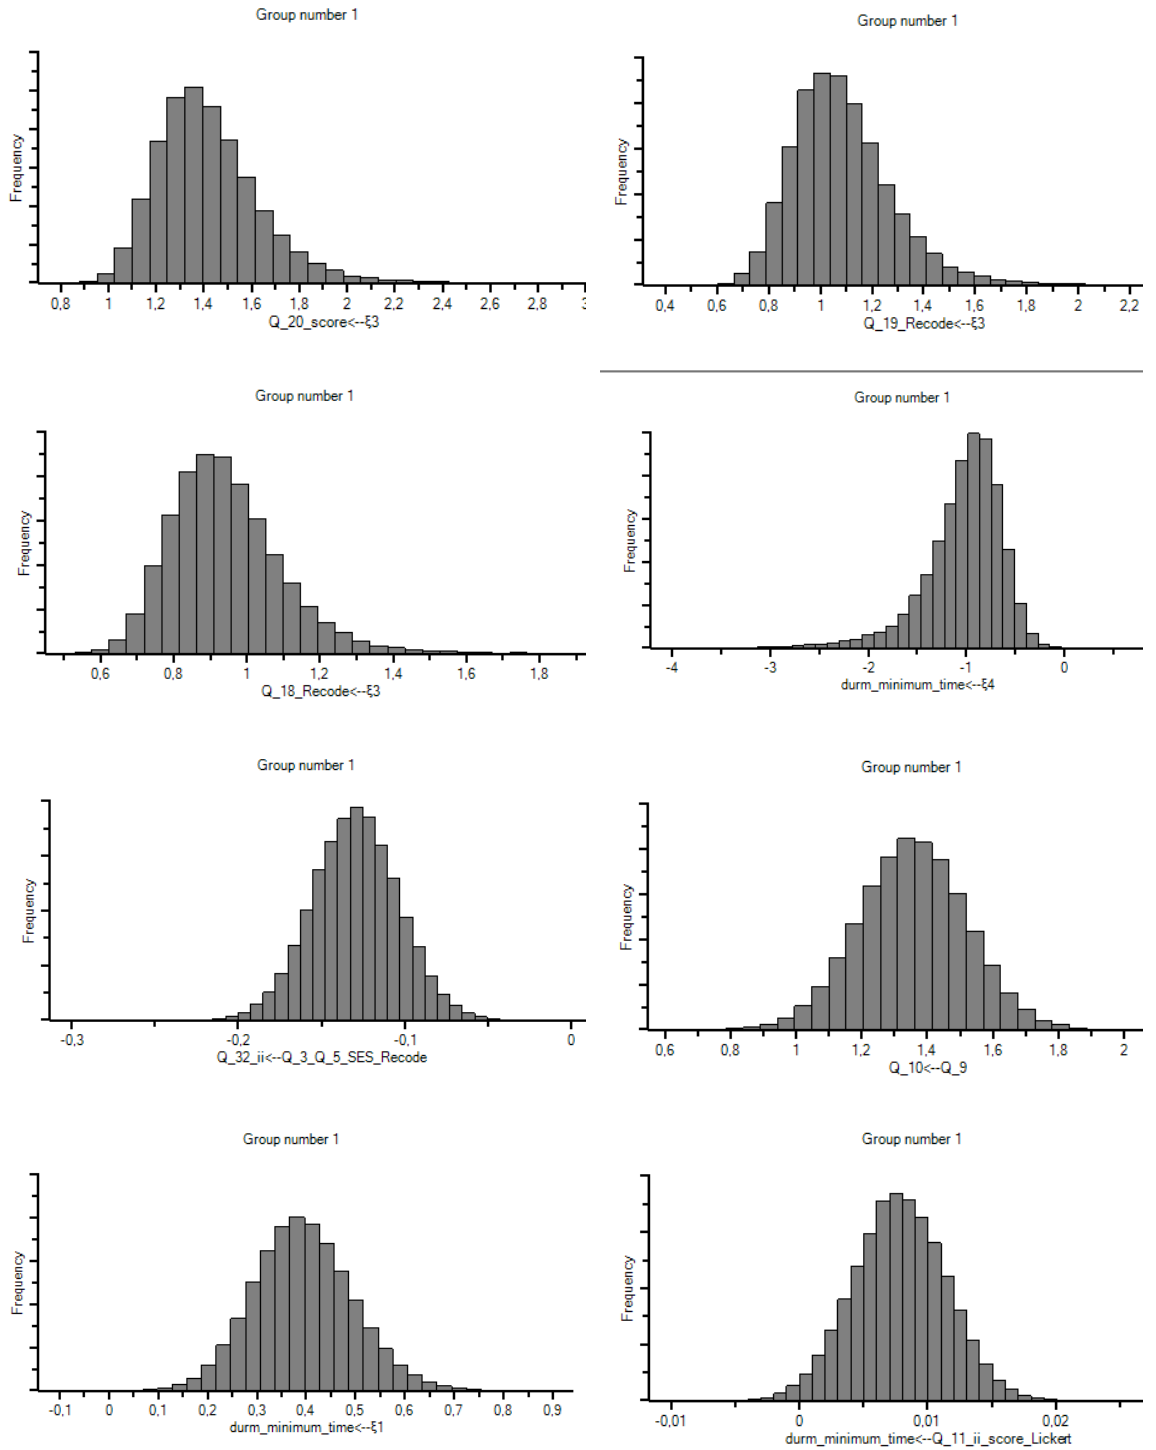 Group number 1
Frequency
0,8 1 1,2 1,4 1,6 1,8 2 2,2 2,4 2,6 2,8
Q_20_score<--ξ3
Group number 1
Frequency
0,4 0,6 0,8 1 1,2 1,4 1,6 1,8 2 2,2
Q_19_Recode<--ξ3
Group number 1
Frequency
0,6 0,8 1 1,2 1,4 1,6 1,8
Q_18_Recode<--ξ3
Group number 1
Frequency
-4 -3 -2 -1 0
durm_minimum_time<--ξ4
Group number 1
Frequency
-0,3 -0,2 -0,1 0
Q_32_ii<--Q_3_Q_5_SES_Recode
Group number 1
Frequency
0,6 0,8 1 1,2 1,4 1,6 1,8 2
Q_10<--Q_9
Group number 1
Frequency
-0,1 0 0,1 0,2 0,3 0,4 0,5 0,6 0,7 0,8 0,9
durm_minimum_time<--ξ1
Group number 1
Frequency
-0,01 0 0,01 0,02
durm_minimum_time<--Q_11_ii_score_Lickert